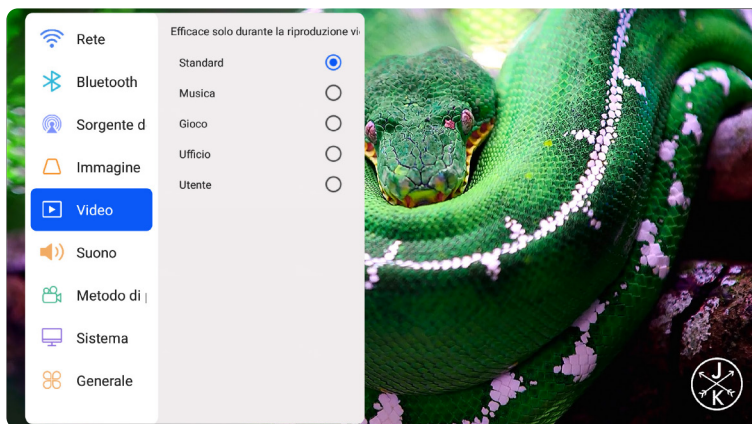 Rete
Bluetooth
Sorgente d
Immagine
Video
Suono
Metodo di
Sistema
Generale
Efficace solo durante la riproduzione vi
Standard
Musica
Gioco
Ufficio
Utente
J
K